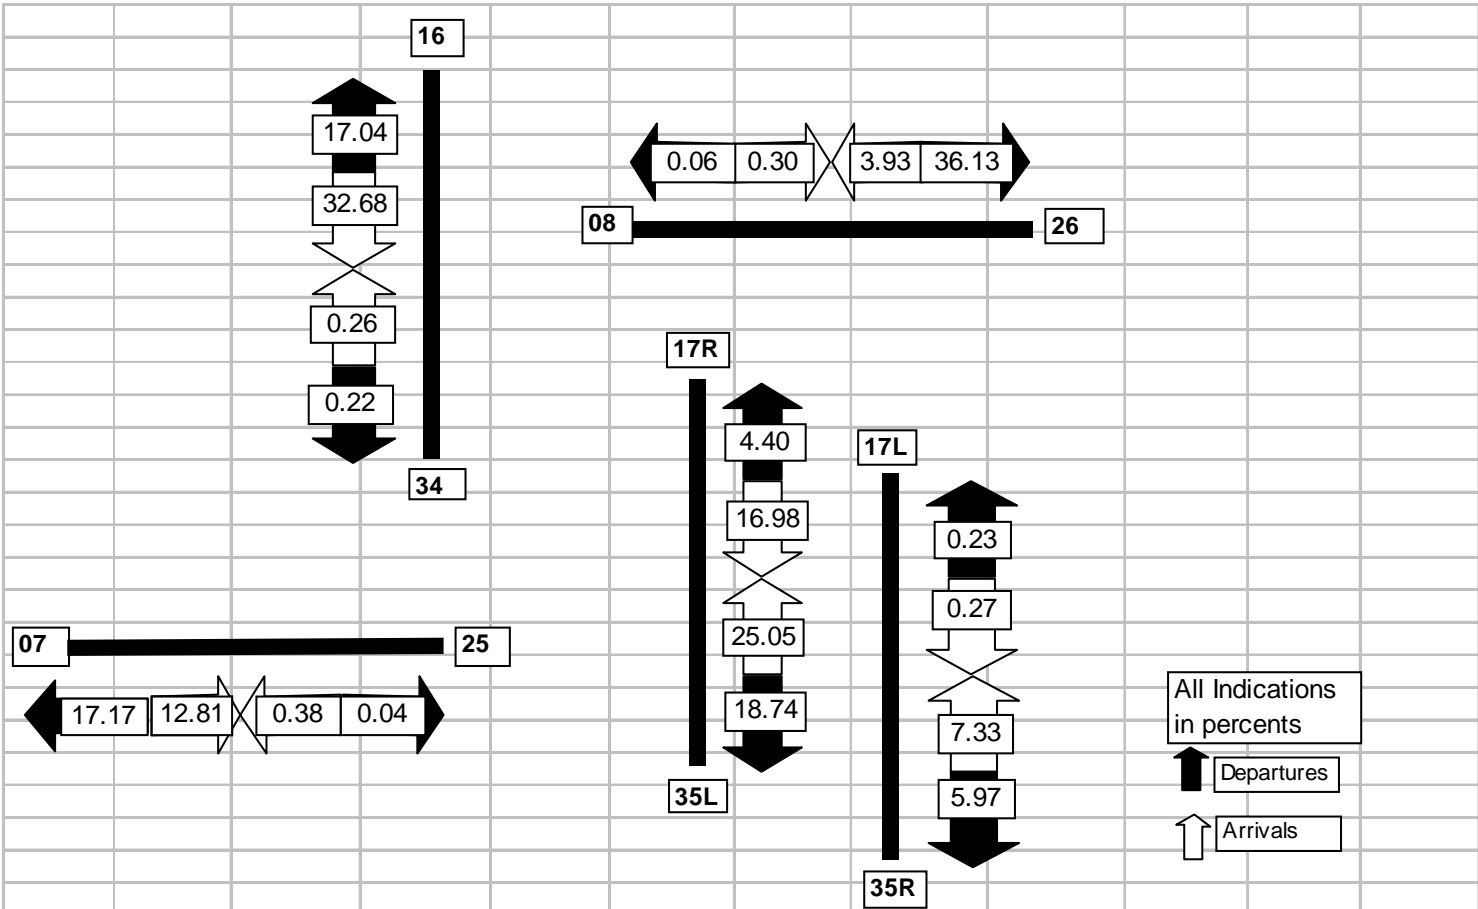 16
17.04
32.68
0.26
0.22
34
0.06 0.30 3.93 36.13
08
26
17R
4.40
16.98
25.05
18.74
35L
17L
0.23
0.27
7.33
5.97
35R
07
25
17.17 12.81 0.38 0.04
All Indications
in percents
Departures
Arrivals